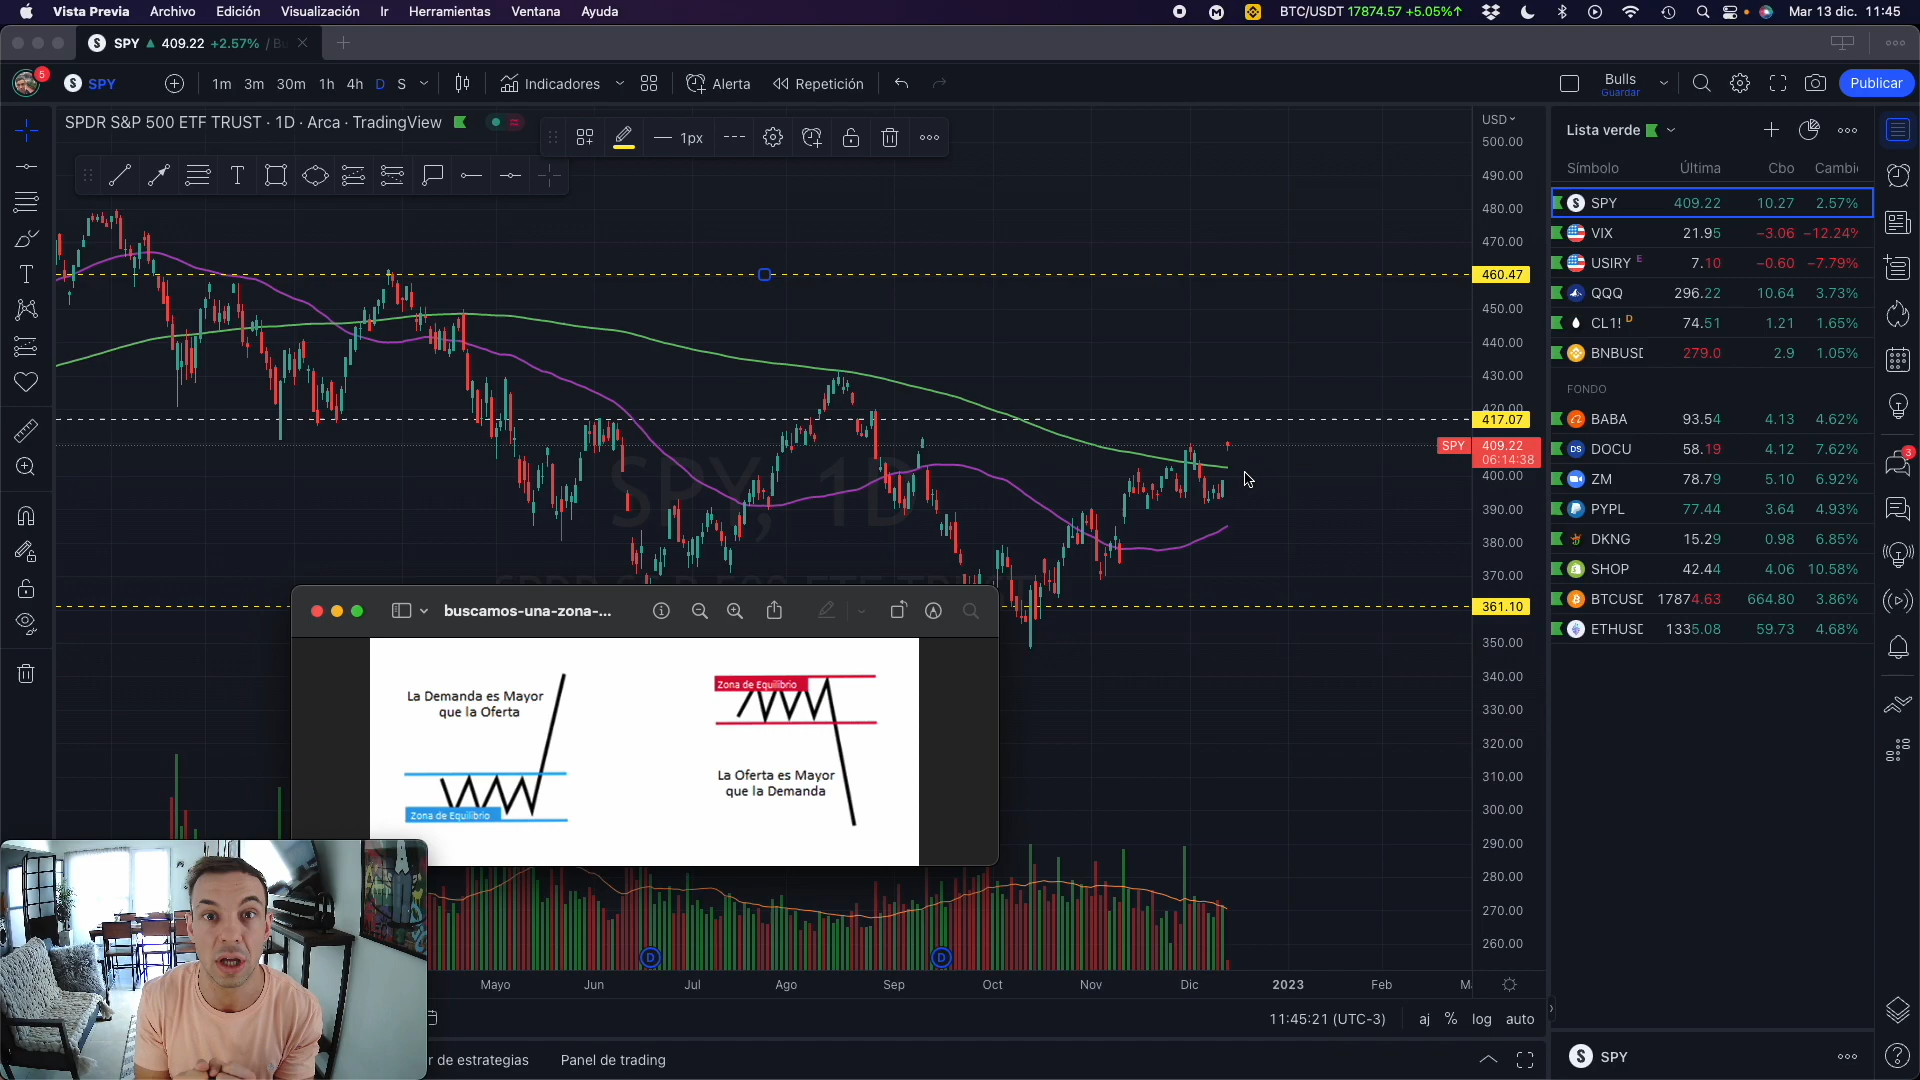 Vista Previa Archivo Edición Visualización Ir Herramientas Ventana Ayuda
BTC/USDT 17874.57 +5.05%↑ Mar 13 dic. 11:45
SPY ▲ 409.22 +2.57%
5
SPY 1m 3m 30m 1h 4h D S Indicadores Alerta Repetición
Bulls
Guardar
Publicar
SPDR S&P 500 ETF TRUST · 1D · Arca · TradingView
1px
T
USD
500.00
490.00
480.00
470.00
460.47
450.00
440.00
430.00
420.00
417.07
SPY 409.22
06:14:38
400.00
390.00
380.00
370.00
361.10
350.00
340.00
330.00
320.00
310.00
300.00
290.00
280.00
270.00
260.00
SPY, 1D
SPDR S&P 500 ETF TRUST
buscamos-una-zona-...
La Demanda es Mayor
que la Oferta
Zona de Equilibrio
Zona de Equilibrio
La Oferta es Mayor
que la Demanda
D D
Mayo Jun Jul Ago Sep Oct Nov Dic 2023 Feb
11:45:21 (UTC-3) aj % log auto
r de estrategias Panel de trading
Lista verde
Símbolo Última Cbo Cambi
SPY 409.22 10.27 2.57%
VIX 21.95 −3.06 −12.24%
USIRY E 7.10 −0.60 −7.79%
QQQ 296.22 10.64 3.73%
CL1! D 74.51 1.21 1.65%
BNBUSD 279.0 2.9 1.05%
FONDO
BABA 93.54 4.13 4.62%
DOCU 58.19 4.12 7.62%
ZM 78.79 5.10 6.92%
PYPL 77.44 3.64 4.93%
DKNG 15.29 0.98 6.85%
SHOP 42.44 4.06 10.58%
BTCUSD 17874.63 664.80 3.86%
ETHUSD 1335.08 59.73 4.68%
3
SPY